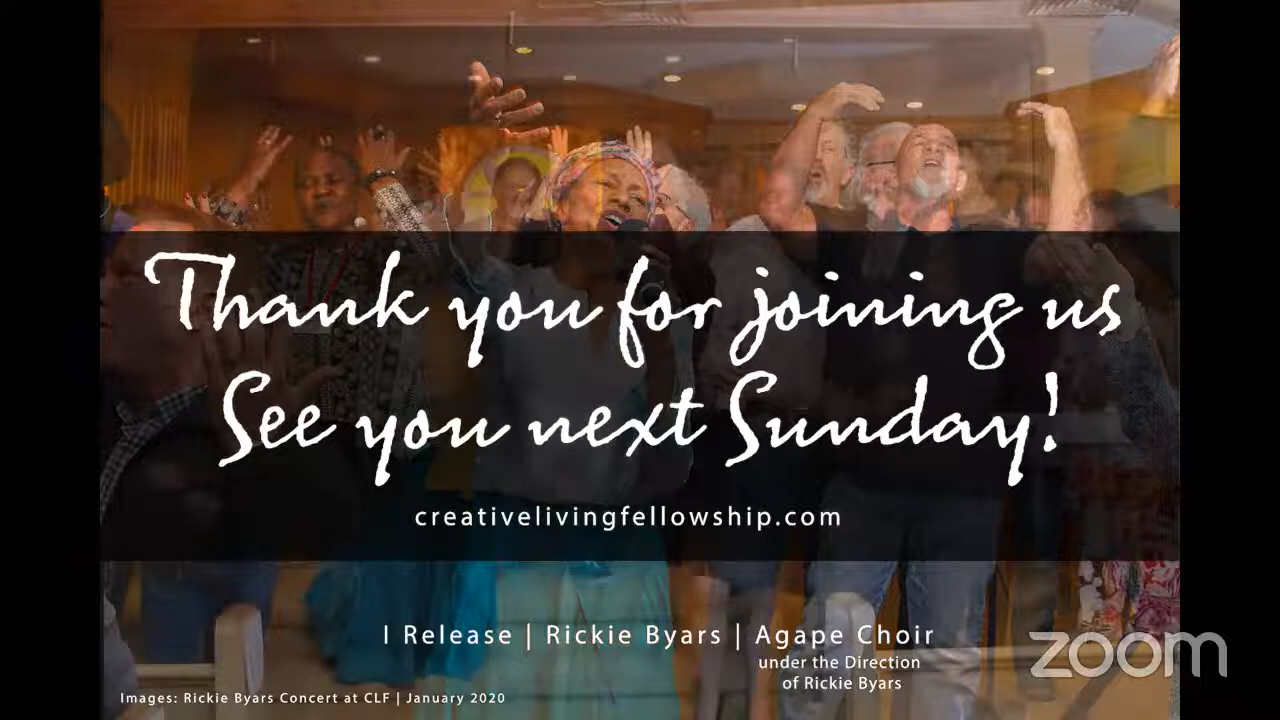 Thank you for joining us
See you next Sunday!
creativelivingfellowship.com
I Release | Rickie Byars | Agape Choir
under the Direction
of Rickie Byars
zoom
Images: Rickie Byars Concert at CLF | January 2020